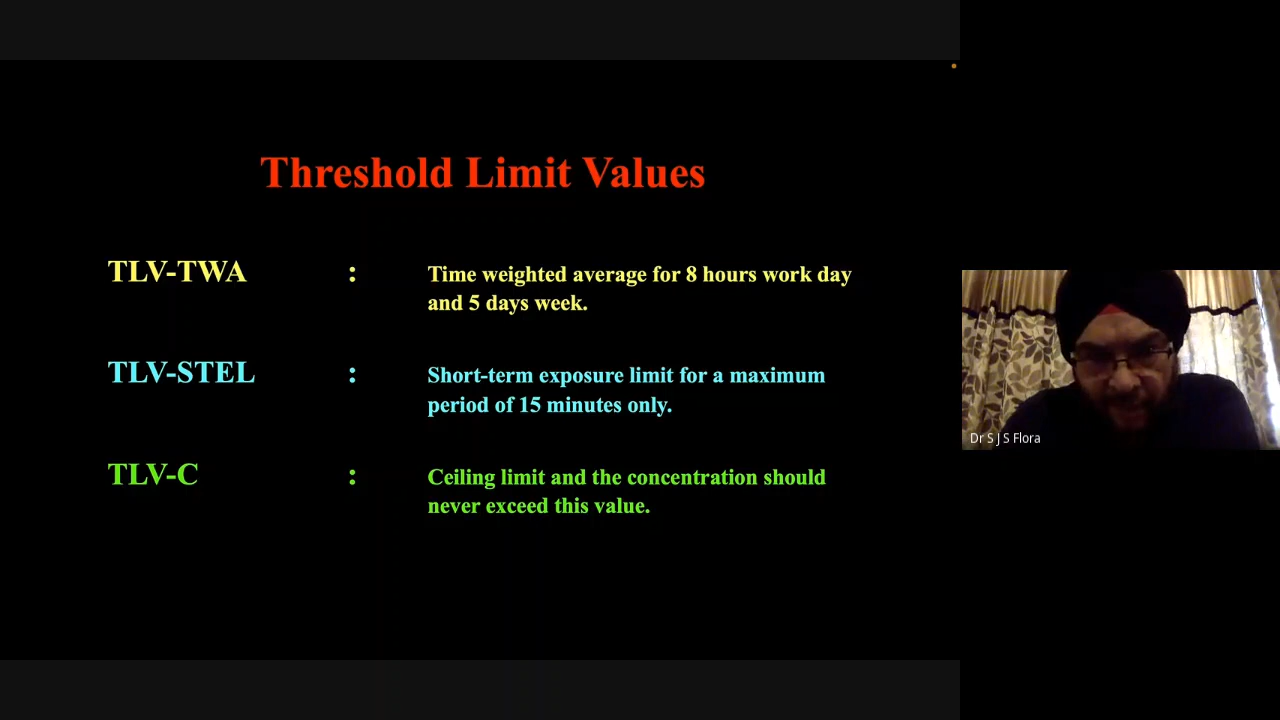 Threshold Limit Values
TLV-TWA : Time weighted average for 8 hours work day
and 5 days week.
TLV-STEL : Short-term exposure limit for a maximum
period of 15 minutes only.
TLV-C : Ceiling limit and the concentration should
never exceed this value.
Dr S J S Flora